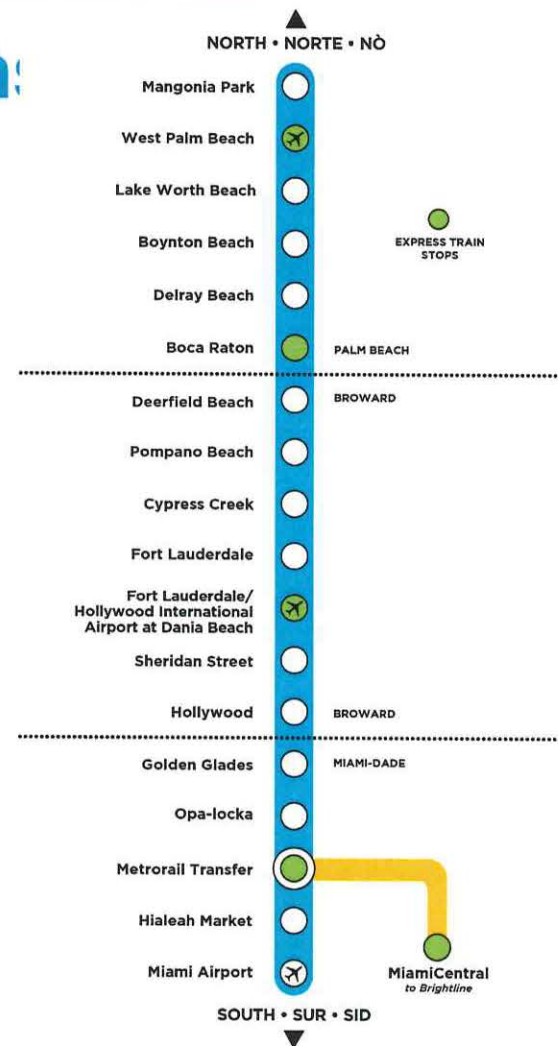 NORTH • NORTE • NÒ
Mangonia Park
West Palm Beach
Lake Worth Beach
EXPRESS TRAIN
STOPS
Boynton Beach
Delray Beach
Boca Raton
PALM BEACH
Deerfield Beach
BROWARD
Pompano Beach
Cypress Creek
Fort Lauderdale
Fort Lauderdale/
Hollywood International
Airport at Dania Beach
Sheridan Street
Hollywood
BROWARD
Golden Glades
MIAMI-DADE
Opa-locka
Metrorail Transfer
Hialeah Market
Miami Airport
MiamiCentral
to Brightline
SOUTH • SUR • SID